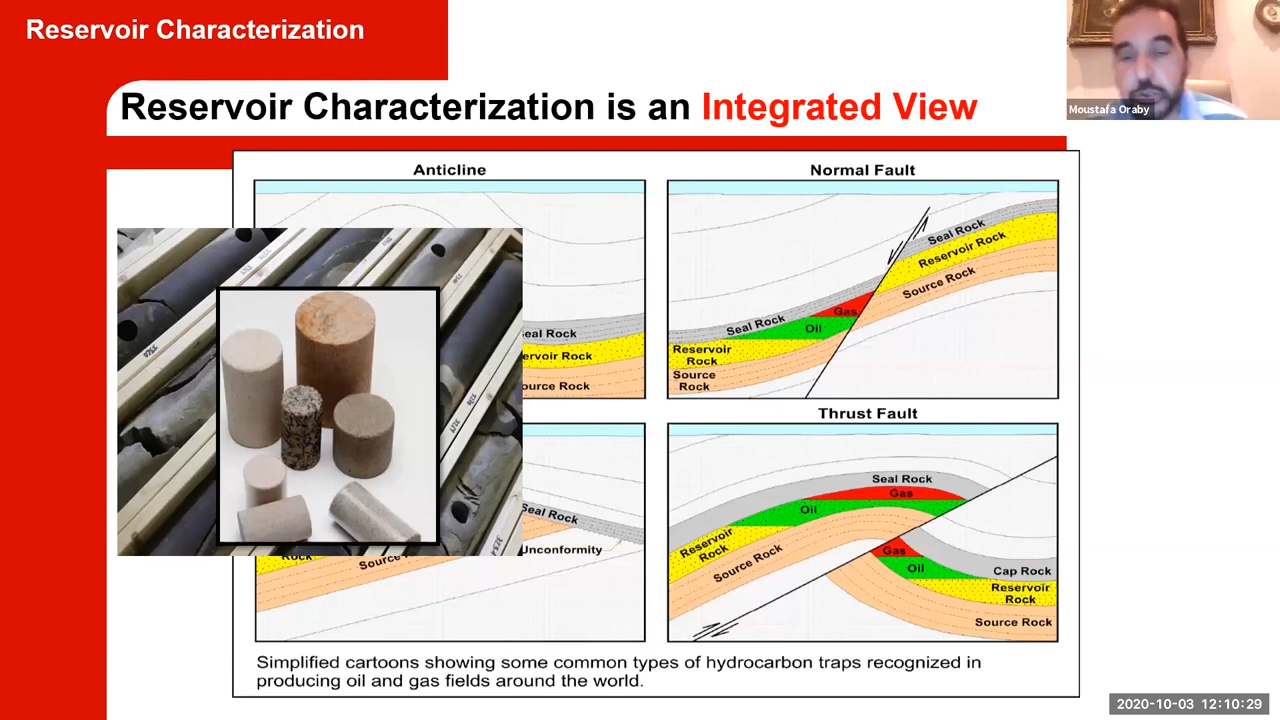 Reservoir Characterization
Reservoir Characterization is an Integrated View
Moustafa Oraby
Anticline
Seal Rock
ervoir Rock
ource Rock
Normal Fault
Seal Rock
Reservoir Rock
Source Rock
Gas
Oil
Seal Rock
Reservoir
Rock
Source
Rock
Seal Rock
Unconformity
Rock
Source
Thrust Fault
Seal Rock
Gas
Oil
Reservoir
Rock
Source Rock
Gas
Oil
Cap Rock
Reservoir
Rock
Source Rock
Simplified cartoons showing some common types of hydrocarbon traps recognized in
producing oil and gas fields around the world.
2020-10-03 12:10:29